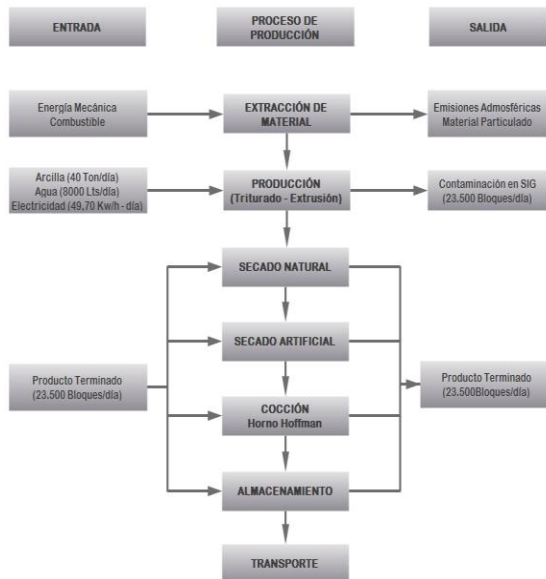 ENTRADA
PROCESO DE
PRODUCCIÓN
SALIDA
Energía Mecánica
Combustible
EXTRACCIÓN DE
MATERIAL
Emisiones Admosféricas
Material Particulado
Arcilla (40 Ton/día)
Agua (8000 Lts/día)
Electricidad (49,70 Kw/h - día)
PRODUCCIÓN
(Triturado - Extrusión)
Contaminación en SIG
(23.500 Bloques/día)
SECADO NATURAL
SECADO ARTIFICIAL
Producto Terminado
(23.500 Bloques/día)
COCCIÓN
Horno Hoffman
Producto Terminado
(23.500Bloques/día)
ALMACENAMIENTO
TRANSPORTE